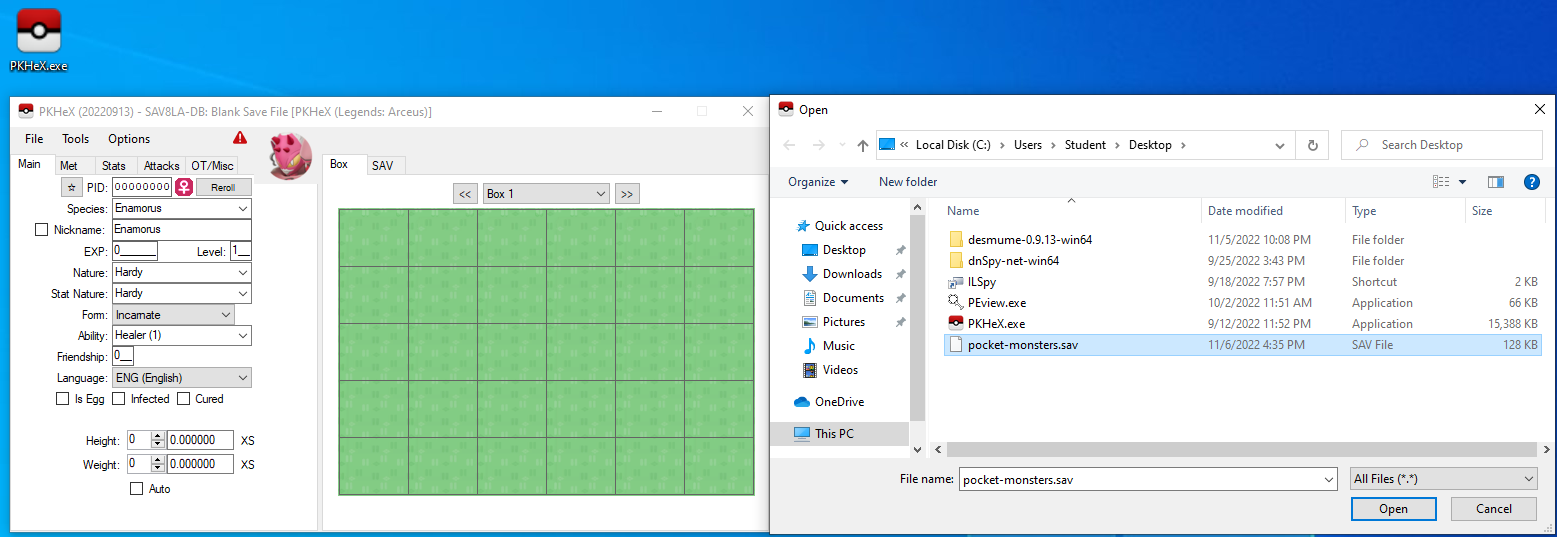 PKHeX.exe
PKHeX (20220913) - SAV8LA-DB: Blank Save File [PKHeX (Legends: Arceus)]
File Tools Options
Main Met Stats Attacks OT/Misc
PID: 00000000 Reroll
Species: Enamorus
Nickname: Enamorus
EXP: 0______ Level: 1__
Nature: Hardy
Stat Nature: Hardy
Form: Incarnate
Ability: Healer (1)
Friendship: 0__
Language: ENG (English)
Is Egg Infected Cured
Height: 0 0.000000 XS
Weight: 0 0.000000 XS
Auto
Box SAV
<< Box 1 >>
Open
« Local Disk (C:) › Users › Student › Desktop ›
Search Desktop
Organize New folder
Quick access
Desktop
Downloads
Documents
Pictures
Music
Videos
OneDrive
This PC
Name Date modified Type Size
desmume-0.9.13-win64 11/5/2022 10:08 PM File folder
dnSpy-net-win64 9/25/2022 3:43 PM File folder
ILSpy 9/18/2022 7:57 PM Shortcut 2 KB
PEview.exe 10/2/2022 11:51 AM Application 66 KB
PKHeX.exe 9/12/2022 11:52 PM Application 15,388 KB
pocket-monsters.sav 11/6/2022 4:35 PM SAV File 128 KB
File name: pocket-monsters.sav All Files (*.*)
Open Cancel